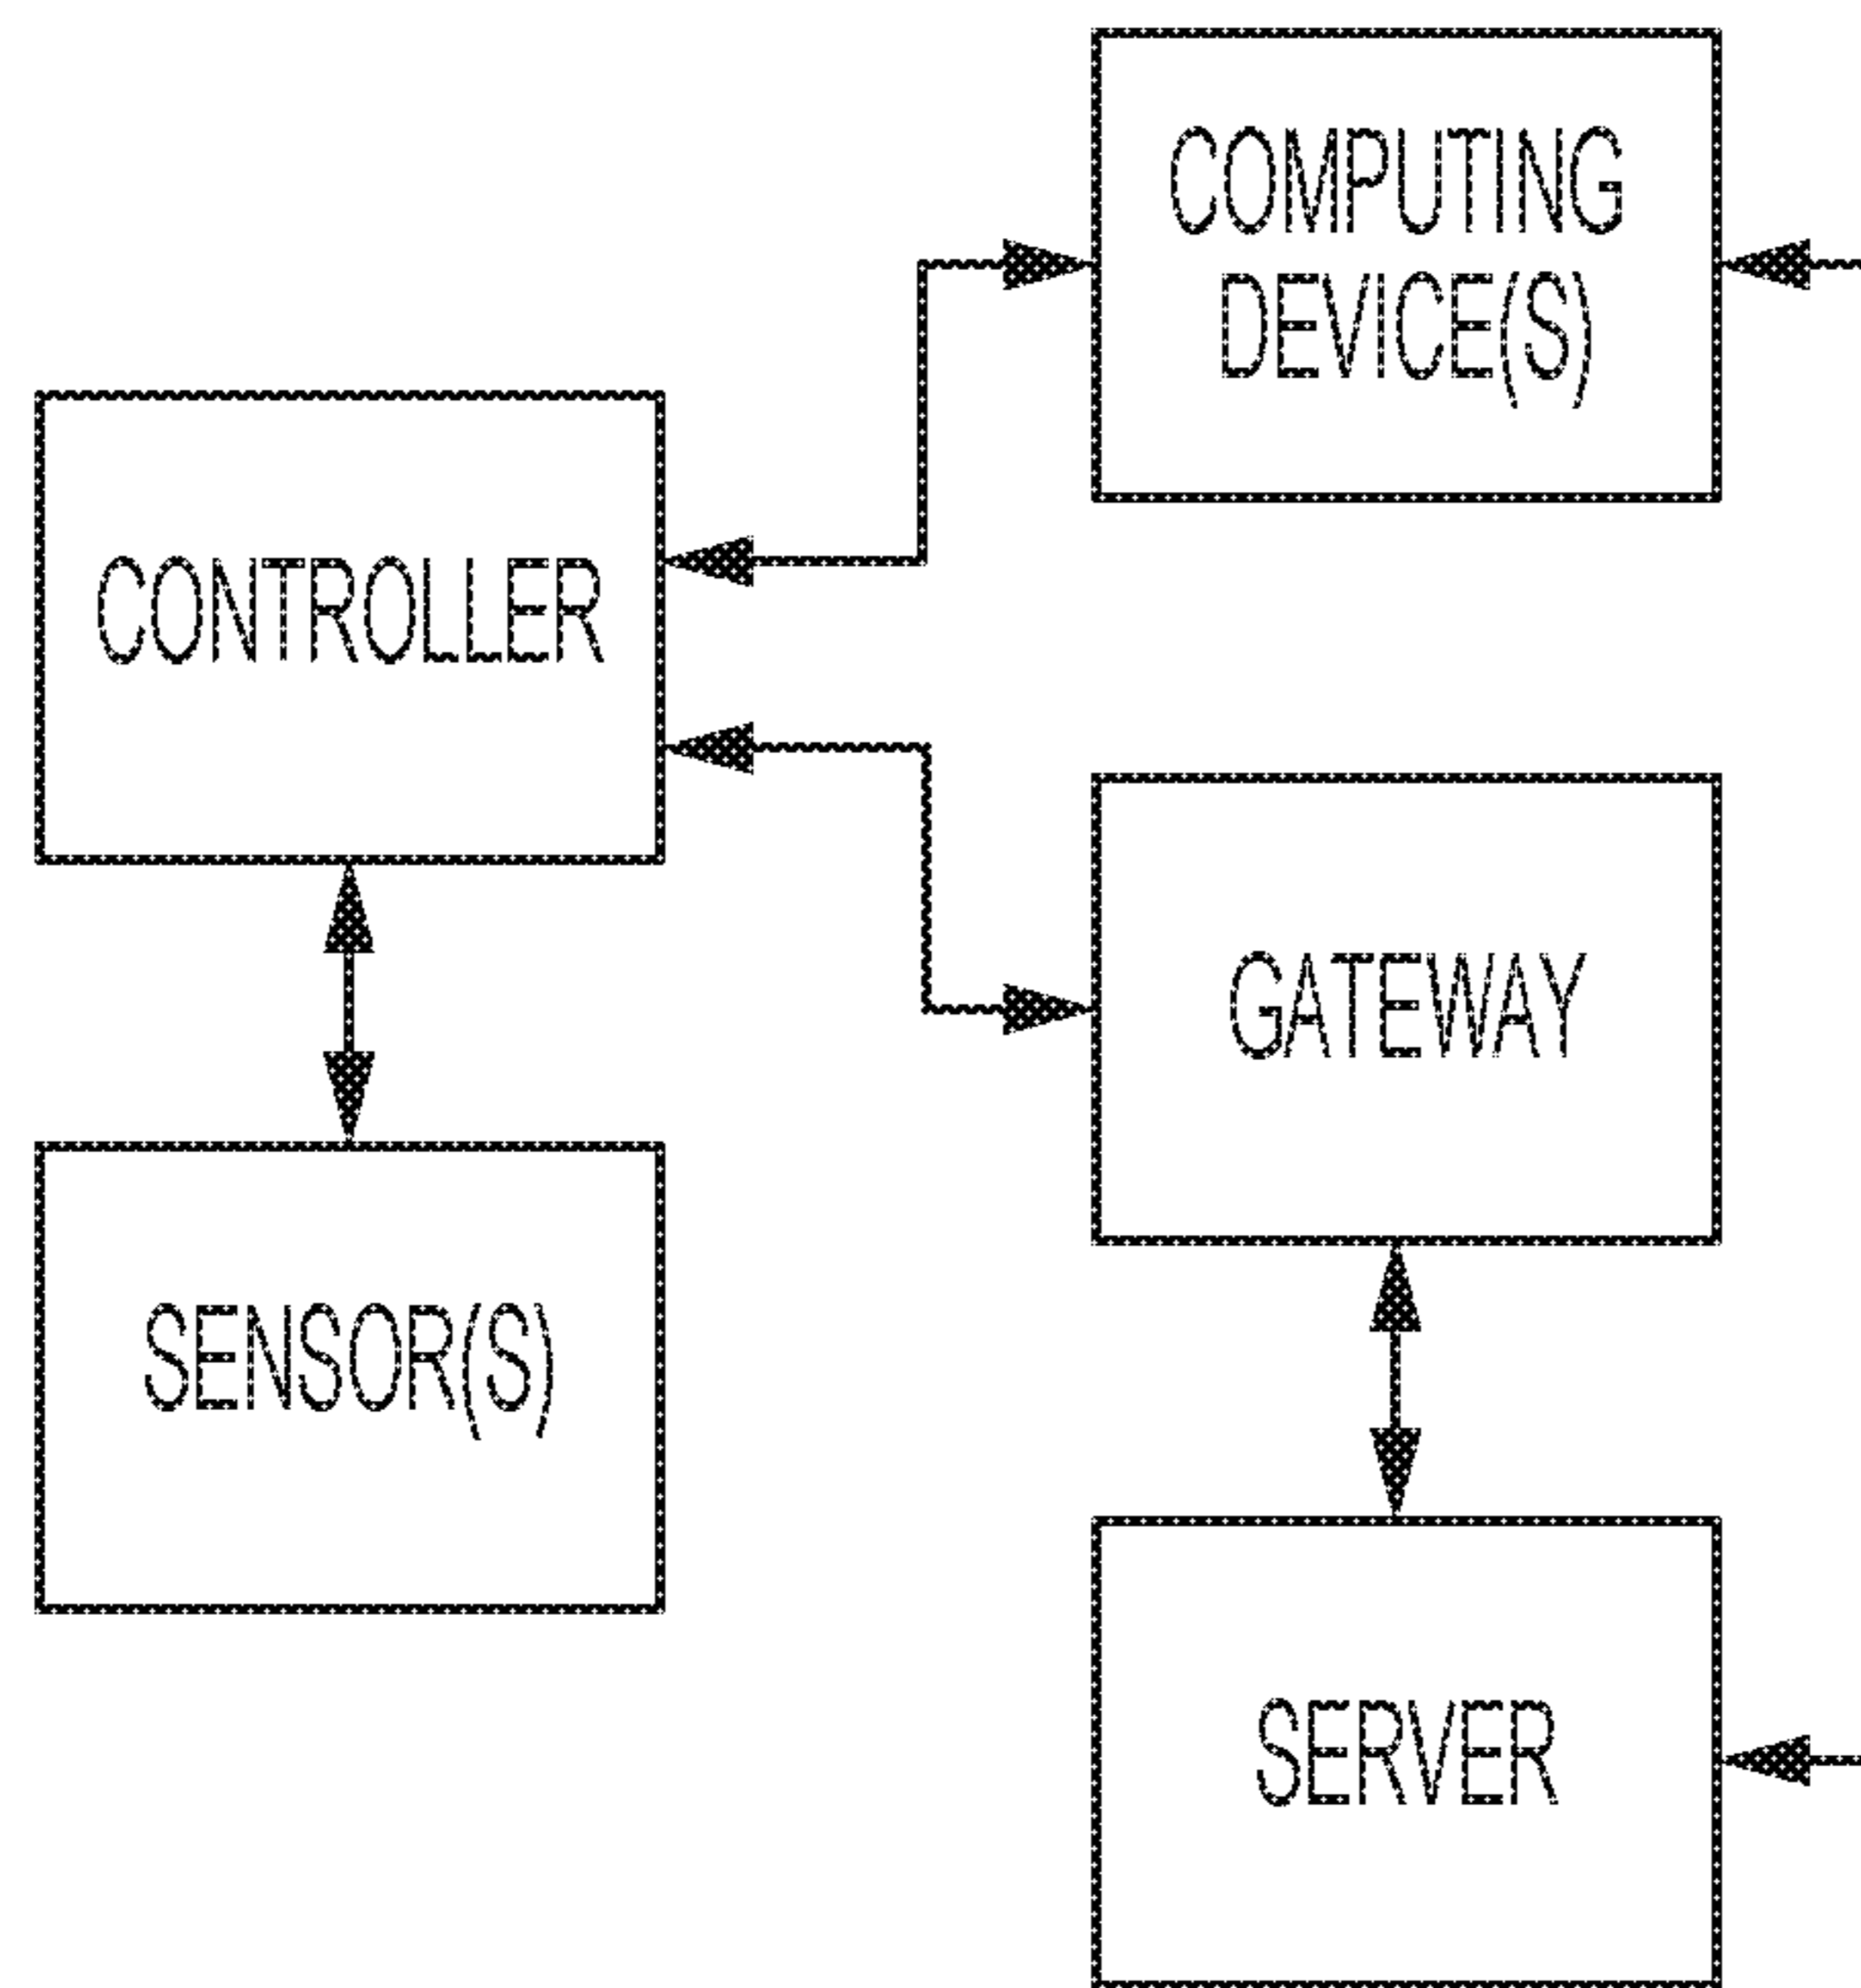 COMPUTING
DEVICE(S)
CONTROLLER
GATEWAY
SENSOR(S)
SERVER